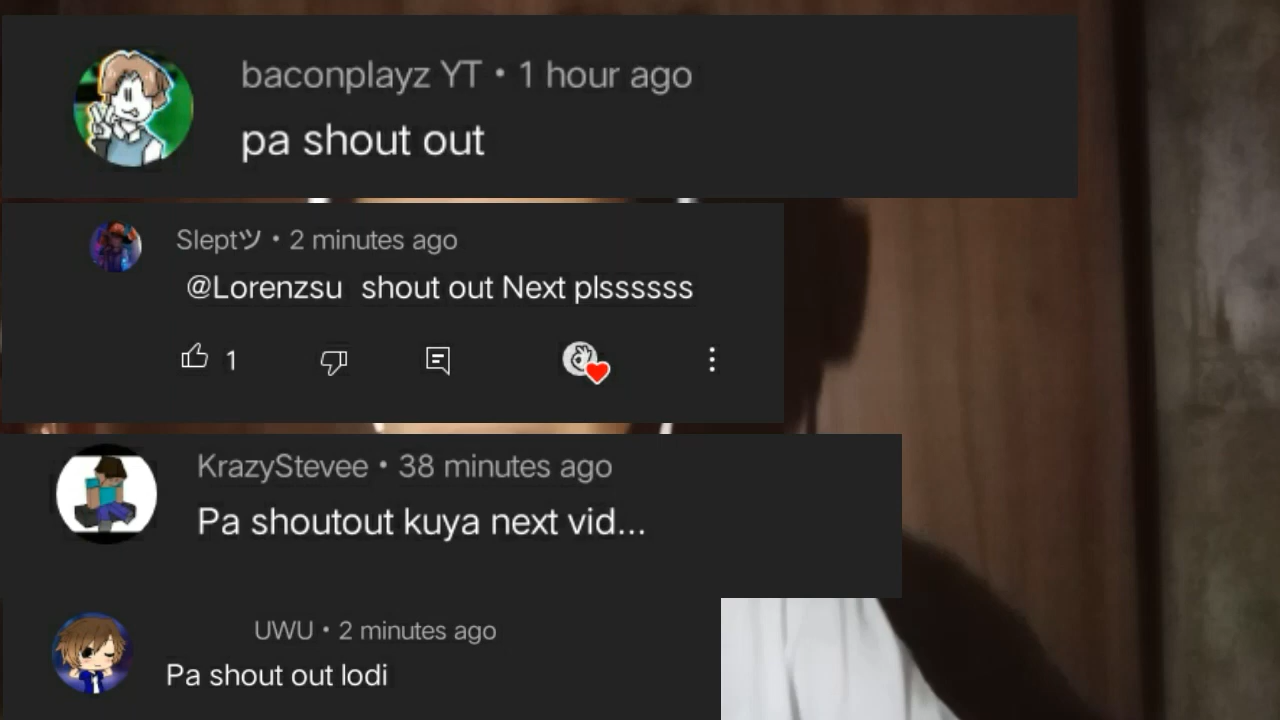 baconplayz YT • 1 hour ago
pa shout out
Sleptツ • 2 minutes ago
@Lorenzsu shout out Next plssssss
1
KrazyStevee • 38 minutes ago
Pa shoutout kuya next vid...
UWU • 2 minutes ago
Pa shout out lodi